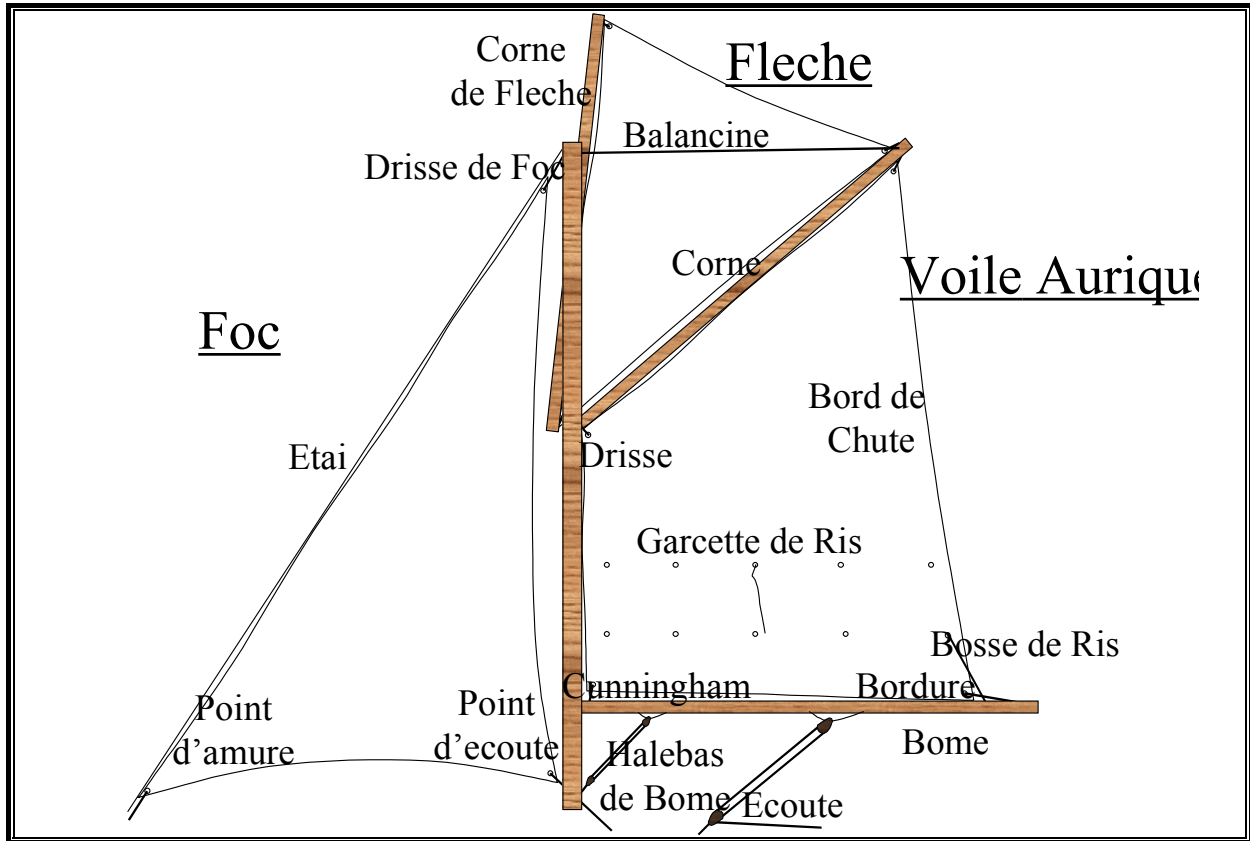 Corne
de Fleche
Fleche
Balancine
Drisse de Foc
Corne
Voile Aurique
Foc
Bord de
Chute
Etai
Drisse
Garcette de Ris
Bosse de Ris
Cunningham
Bordure
Point
d'amure
Point
d'ecoute
Bome
Halebas
de Bome
Ecoute